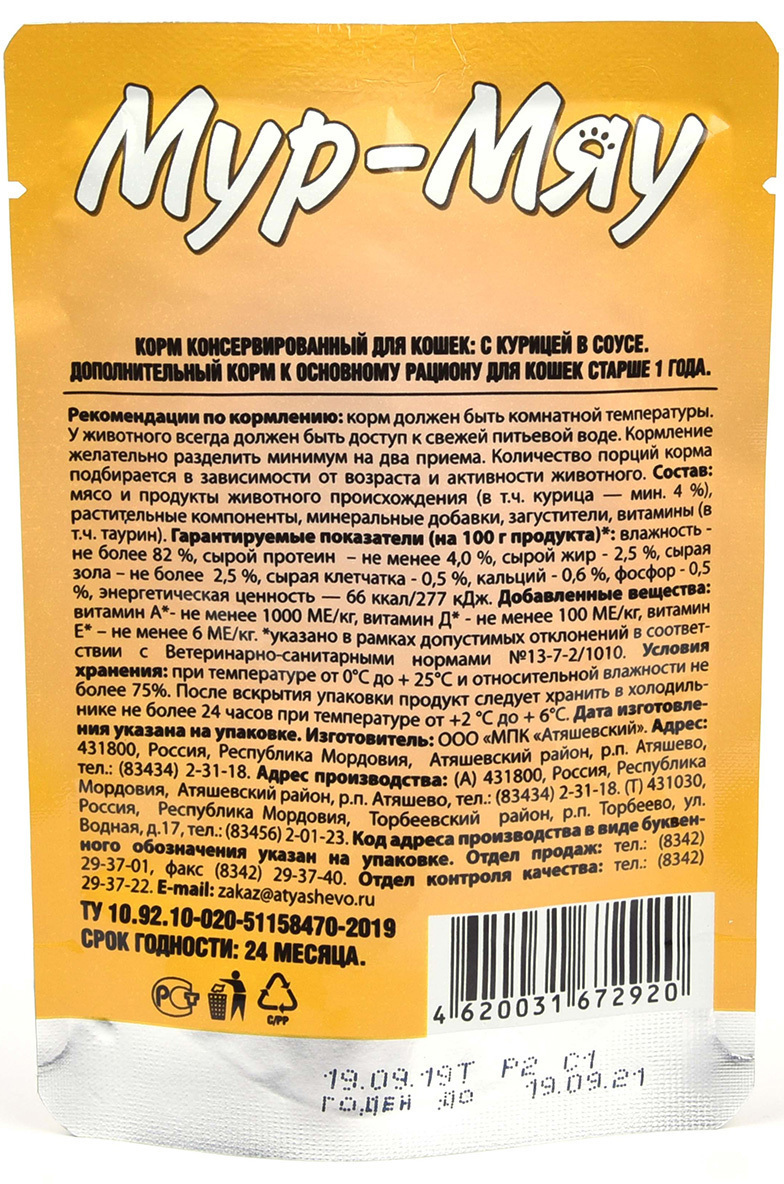 Мур-Мяу
КОРМ КОНСЕРВИРОВАННЫЙ ДЛЯ КОШЕК: С КУРИЦЕЙ В СОУСЕ.
ДОПОЛНИТЕЛЬНЫЙ КОРМ К ОСНОВНОМУ РАЦИОНУ ДЛЯ КОШЕК СТАРШЕ 1 ГОДА.
Рекомендации по кормлению: корм должен быть комнатной температуры.
У животного всегда должен быть доступ к свежей питьевой воде. Кормление
желательно разделить минимум на два приема. Количество порций корма
подбирается в зависимости от возраста и активности животного. Состав:
мясо и продукты животного происхождения (в т.ч. курица — мин. 4 %),
растительные компоненты, минеральные добавки, загустители, витамины (в
т.ч. таурин). Гарантируемые показатели (на 100 г продукта)*: влажность -
не более 82 %, сырой протеин – не менее 4,0 %, сырой жир - 2,5 %, сырая
зола – не более 2,5 %, сырая клетчатка - 0,5 %, кальций - 0,6 %, фосфор - 0,5
%, энергетическая ценность — 66 ккал/277 кДж. Добавленные вещества:
витамин А*- не менее 1000 МЕ/кг, витамин Д* - не менее 100 МЕ/кг, витамин
Е* – не менее 6 МЕ/кг. *указано в рамках допустимых отклонений в соответ-
ствии с Ветеринарно-санитарными нормами №13-7-2/1010. Условия
хранения: при температуре от 0°С до + 25°С и относительной влажности не
более 75%. После вскрытия упаковки продукт следует хранить в холодиль-
нике не более 24 часов при температуре от +2 °С до + 6°С. Дата изготовле-
ния указана на упаковке. Изготовитель: ООО «МПК «Атяшевский». Адрес:
431800, Россия, Республика Мордовия, Атяшевский район, р.п. Атяшево,
тел.: (83434) 2-31-18. Адрес производства: (А) 431800, Россия, Республика
Мордовия, Атяшевский район, р.п. Атяшево, тел.: (83434) 2-31-18. (Т) 431030,
Россия, Республика Мордовия, Торбеевский район, р.п. Торбеево, ул.
Водная, д.17, тел.: (83456) 2-01-23. Код адреса производства в виде буквен-
ного обозначения указан на упаковке. Отдел продаж: тел.: (8342)
29-37-01, факс (8342) 29-37-40. Отдел контроля качества: тел.: (8342)
29-37-22. E-mail: zakaz@atyashevo.ru
ТУ 10.92.10-020-51158470-2019
СРОК ГОДНОСТИ: 24 МЕСЯЦА.
РСТ
C/PP
4 620031 672920
19.09.19Т Р2 С1
ГОДЕН ДО 19.09.21